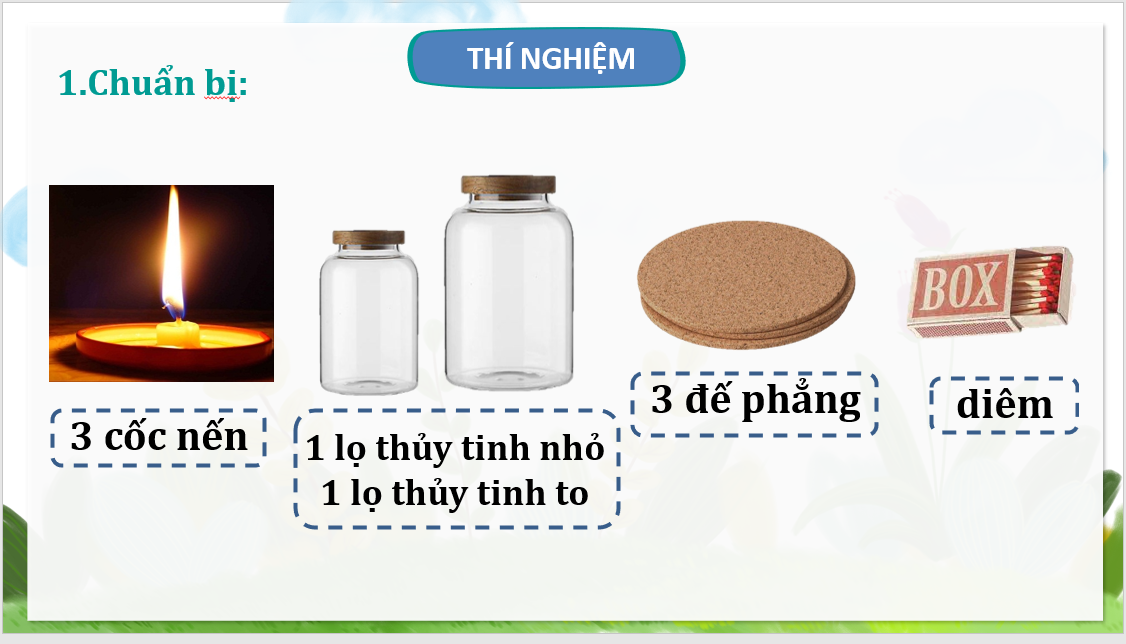 THÍ NGHIỆM
1.Chuẩn bị:
BOX
3 cốc nến
1 lọ thủy tinh nhỏ
1 lọ thủy tinh to
3 đế phẳng
diêm